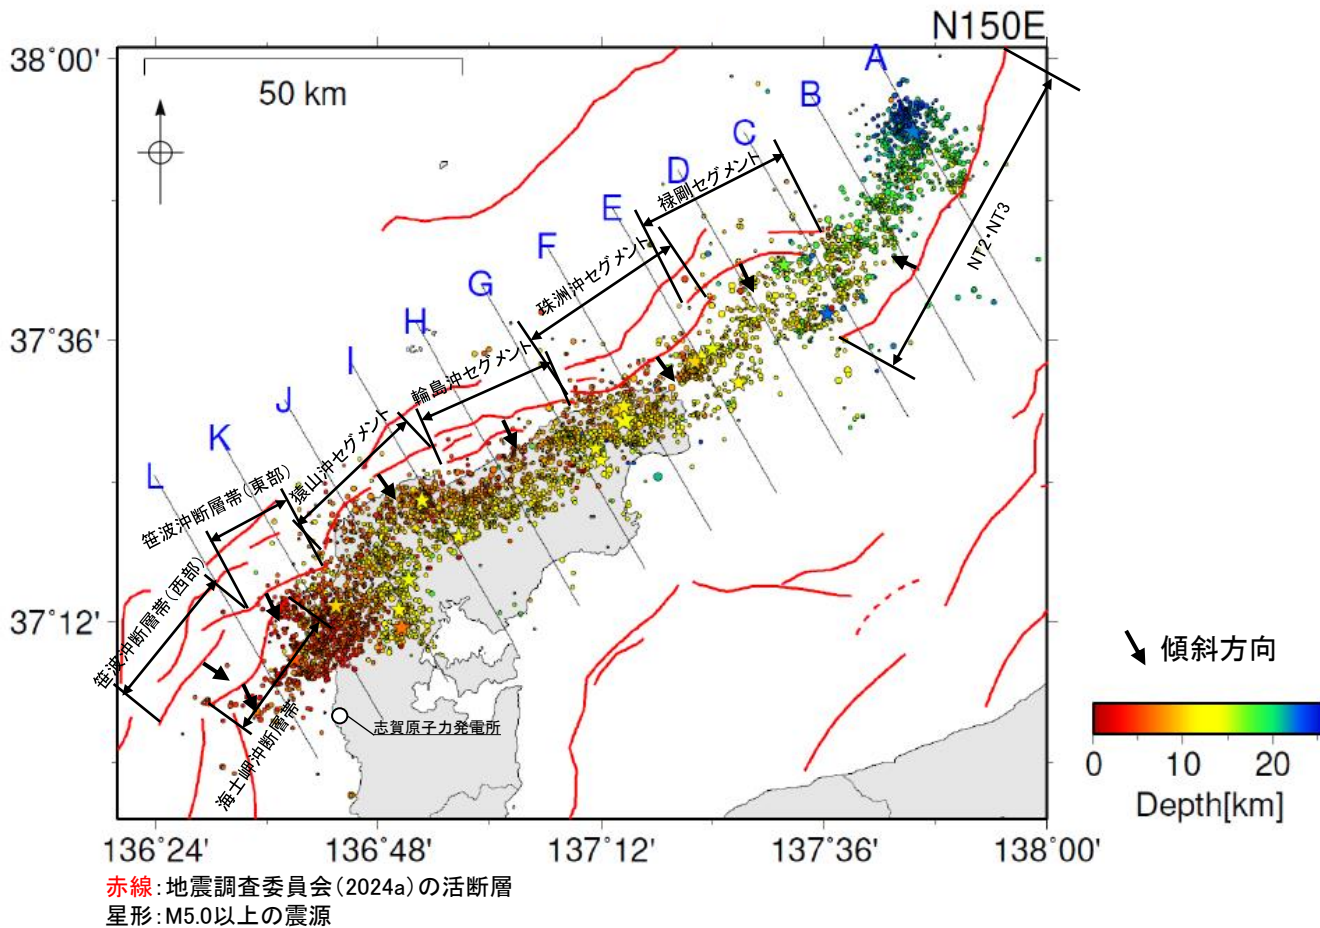 N150E
38°00'
37°36'
37°12'
50 km
A
B
C
D
E
F
G
H
I
J
K
L
禄剛セグメント
珠洲沖セグメント
輪島沖セグメント
猿山沖セグメント
笹波沖断層帯(東部)
笹波沖断層帯(西部)
海士岬沖断層帯
NT2・NT3
志賀原子力発電所
傾斜方向
0 10 20
Depth[km]
136°24' 136°48' 137°12' 137°36' 138°00'
赤線:地震調査委員会(2024a)の活断層
星形:M5.0以上の震源